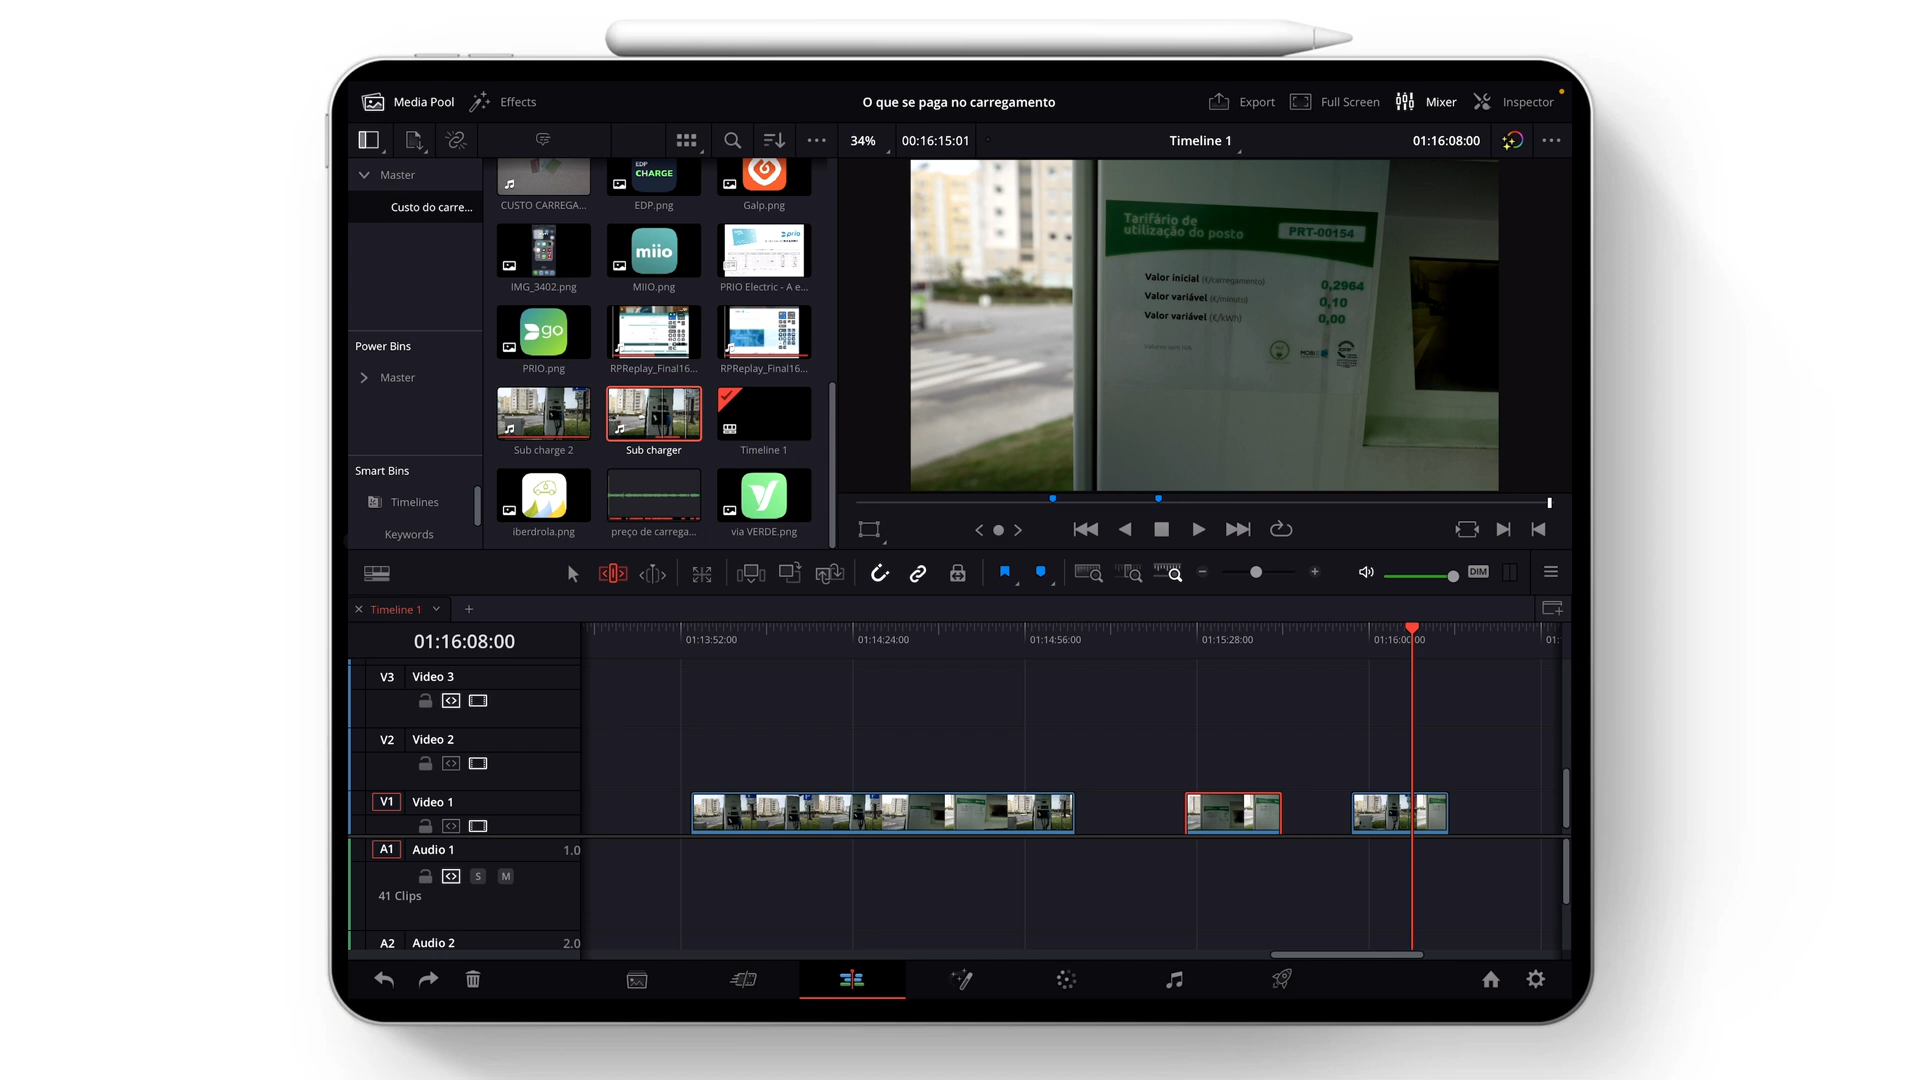 Media Pool
Effects
O que se paga no carregamento
Export
Full Screen
Mixer
Inspector
34%
00:16:15:01
Timeline 1
01:16:08:00
Master
Custo do carre...
Power Bins
Master
Smart Bins
Timelines
Keywords
EDP
CHARGE
CUSTO CARREGA...
EDP.png
Galp.png
miio
prio
IMG_3402.png
MIIO.png
PRIO Electric - A e...
go
PRIO.png
RPReplay_Final16...
RPReplay_Final16...
Sub charge 2
Sub charger
Timeline 1
iberdrola.png
preço de carrega...
via VERDE.png
Tarifário de
utilização do posto
PRT-00154
Valor inicial (€/carregamento)
0,2964
Valor variável (€/minuto)
0,10
Valor variável (€/kWh)
0,00
Valores sem IVA
DIM
Timeline 1
01:16:08:00
01:13:52:00
01:14:24:00
01:14:56:00
01:15:28:00
01:16:00:00
01:
V3
Video 3
V2
Video 2
V1
Video 1
A1
Audio 1
1.0
S
M
41 Clips
A2
Audio 2
2.0